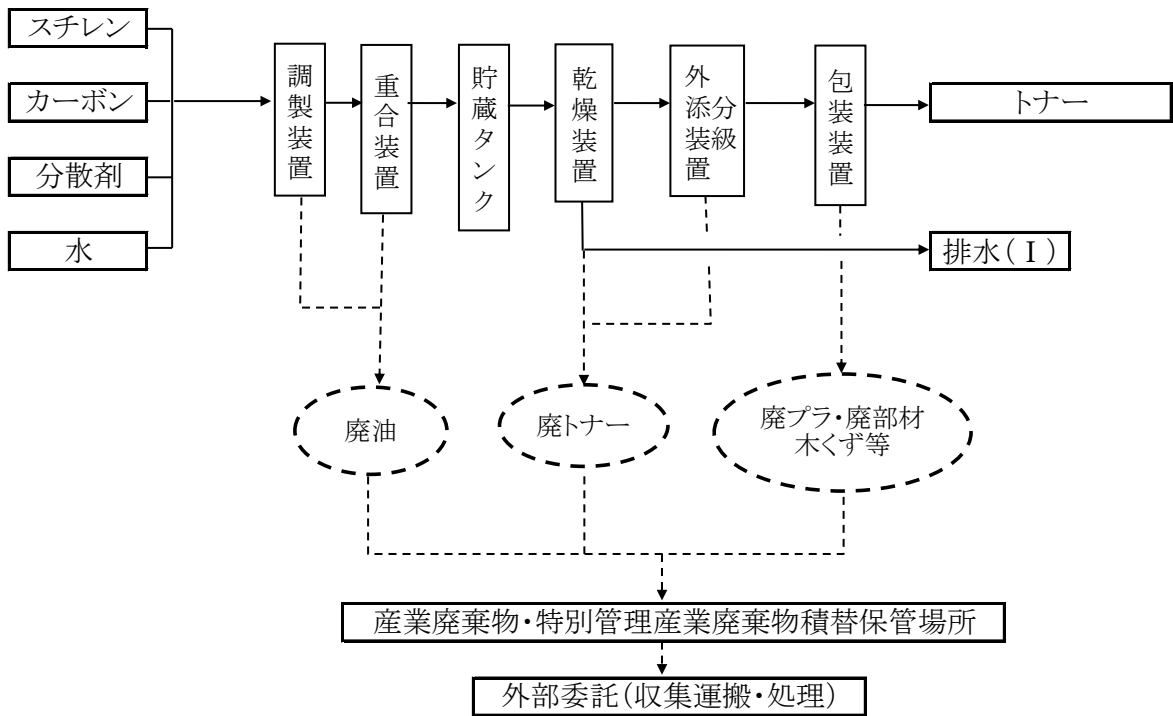 スチレン
カーボン
分散剤
水
調製装置
重合装置
貯蔵タンク
乾燥装置
外添分級装置
包装装置
トナー
排水(Ⅰ)
廃油
廃トナー
廃プラ・廃部材
木くず等
産業廃棄物・特別管理産業廃棄物積替保管場所
外部委託(収集運搬・処理)